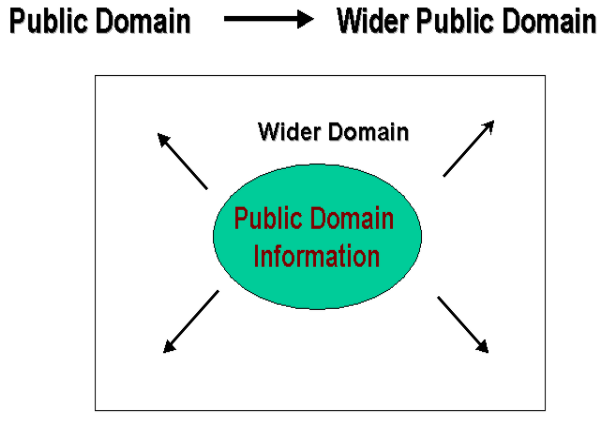 Public Domain Wider Public Domain
Wider Domain
Public Domain
Information